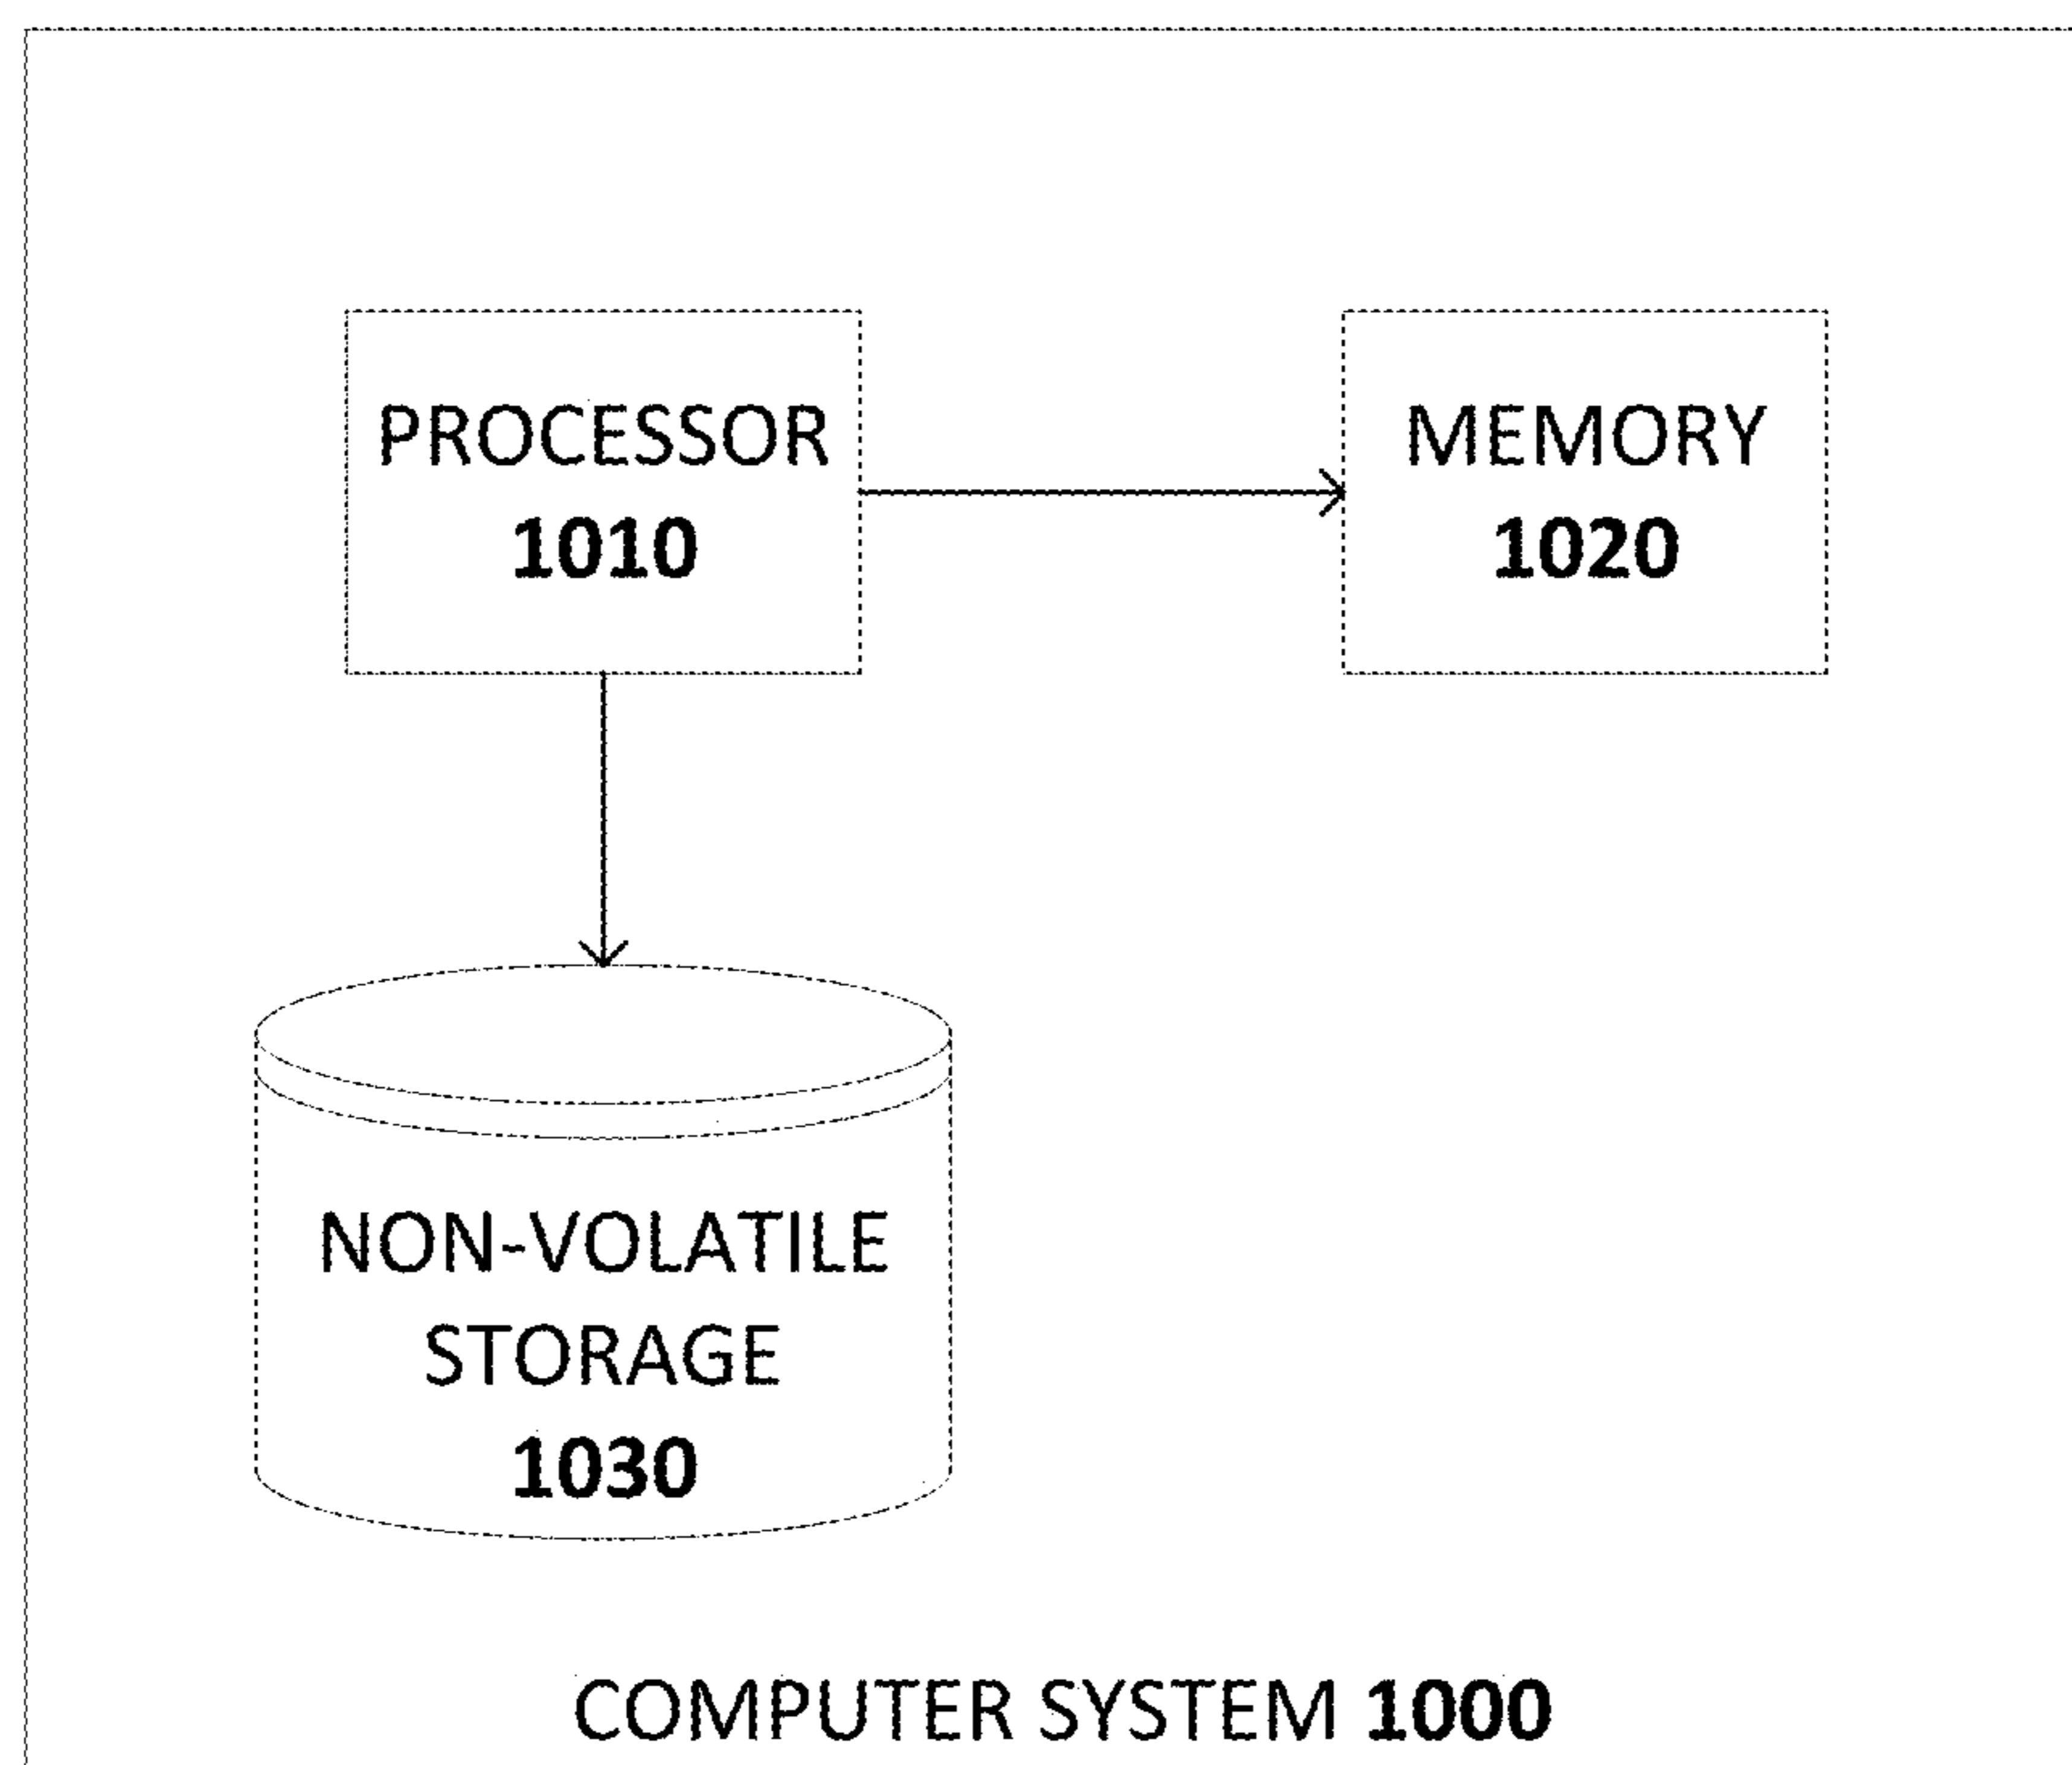 PROCESSOR
1010
MEMORY
1020
NON-VOLATILE
STORAGE
1030
COMPUTER SYSTEM 1000